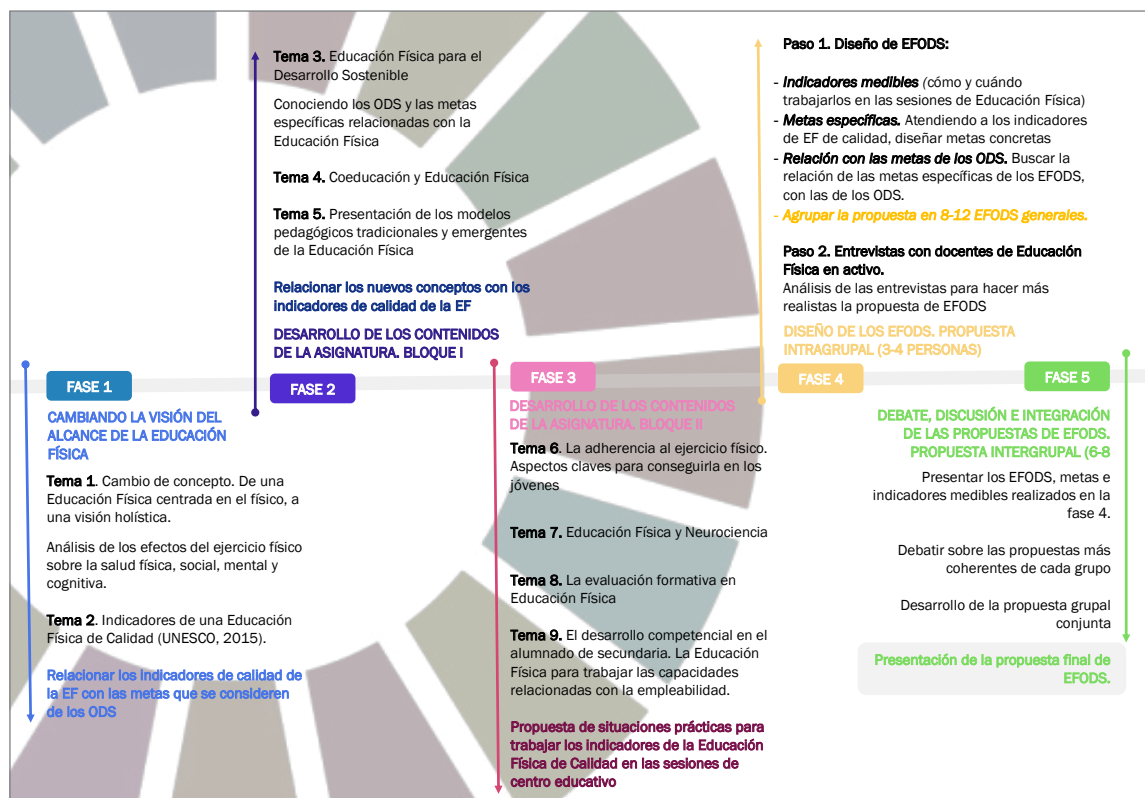 FASE 1
CAMBIANDO LA VISIÓN DEL
ALCANCE DE LA EDUCACIÓN
FÍSICA
Tema 1. Cambio de concepto. De una
Educación Física centrada en el físico, a
una visión holística.
Análisis de los efectos del ejercicio físico
sobre la salud física, social, mental y
cognitiva.
Tema 2. Indicadores de una Educación
Física de Calidad (UNESCO, 2015).
Relacionar los indicadores de calidad de
la EF con las metas que se consideren
de los ODS
Tema 3. Educación Física para el
Desarrollo Sostenible
Conociendo los ODS y las metas
específicas relacionadas con la
Educación Física
Tema 4. Coeducación y Educación Física
Tema 5. Presentación de los modelos
pedagógicos tradicionales y emergentes
de la Educación Física
Relacionar los nuevos conceptos con los
indicadores de calidad de la EF
DESARROLLO DE LOS CONTENIDOS
DE LA ASIGNATURA. BLOQUE I
FASE 2
FASE 3
DESARROLLO DE LOS CONTENIDOS
DE LA ASIGNATURA. BLOQUE II
Tema 6. La adherencia al ejercicio físico.
Aspectos claves para conseguirla en los
jóvenes
Tema 7. Educación Física y Neurociencia
Tema 8. La evaluación formativa en
Educación Física
Tema 9. El desarrollo competencial en el
alumnado de secundaria. La Educación
Física para trabajar las capacidades
relacionadas con la empleabilidad.
Propuesta de situaciones prácticas para
trabajar los indicadores de la Educación
Física de Calidad en las sesiones de
centro educativo
Paso 1. Diseño de EFODS:
- Indicadores medibles (cómo y cuándo
trabajarlos en las sesiones de Educación Física)
- Metas específicas. Atendiendo a los indicadores
de EF de calidad, diseñar metas concretas
- Relación con las metas de los ODS. Buscar la
relación de las metas específicas de los EFODS,
con las de los ODS.
- Agrupar la propuesta en 8-12 EFODS generales.
Paso 2. Entrevistas con docentes de Educación
Física en activo.
Análisis de las entrevistas para hacer más
realistas la propuesta de EFODS
DISEÑO DE LOS EFODS. PROPUESTA
INTRAGRUPAL (3-4 PERSONAS)
FASE 4
FASE 5
DEBATE, DISCUSIÓN E INTEGRACIÓN
DE LAS PROPUESTAS DE EFODS.
PROPUESTA INTERGRUPAL (6-8
Presentar los EFODS, metas e
indicadores medibles realizados en la
fase 4.
Debatir sobre las propuestas más
coherentes de cada grupo
Desarrollo de la propuesta grupal
conjunta
Presentación de la propuesta final de
EFODS.